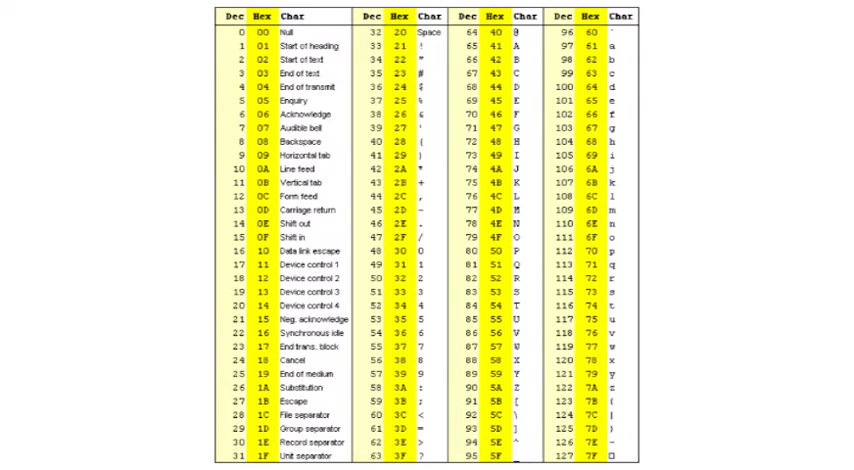 Dec Hex Char Dec Hex Char Dec Hex Char Dec Hex Char
0 00 Null 32 20 Space 64 40 @ 96 60 `
1 01 Start of heading 33 21 ! 65 41 A 97 61 a
2 02 Start of text 34 22 " 66 42 B 98 62 b
3 03 End of text 35 23 # 67 43 C 99 63 c
4 04 End of transmit 36 24 $ 68 44 D 100 64 d
5 05 Enquiry 37 25 % 69 45 E 101 65 e
6 06 Acknowledge 38 26 & 70 46 F 102 66 f
7 07 Audible bell 39 27 ' 71 47 G 103 67 g
8 08 Backspace 40 28 ( 72 48 H 104 68 h
9 09 Horizontal tab 41 29 ) 73 49 I 105 69 i
10 0A Line feed 42 2A * 74 4A J 106 6A j
11 0B Vertical tab 43 2B + 75 4B K 107 6B k
12 0C Form feed 44 2C , 76 4C L 108 6C l
13 0D Carriage return 45 2D - 77 4D M 109 6D m
14 0E Shift out 46 2E . 78 4E N 110 6E n
15 0F Shift in 47 2F / 79 4F O 111 6F o
16 10 Data link escape 48 30 0 80 50 P 112 70 p
17 11 Device control 1 49 31 1 81 51 Q 113 71 q
18 12 Device control 2 50 32 2 82 52 R 114 72 r
19 13 Device control 3 51 33 3 83 53 S 115 73 s
20 14 Device control 4 52 34 4 84 54 T 116 74 t
21 15 Neg. acknowledge 53 35 5 85 55 U 117 75 u
22 16 Synchronous idle 54 36 6 86 56 V 118 76 v
23 17 End trans. block 55 37 7 87 57 W 119 77 w
24 18 Cancel 56 38 8 88 58 X 120 78 x
25 19 End of medium 57 39 9 89 59 Y 121 79 y
26 1A Substitution 58 3A : 90 5A Z 122 7A z
27 1B Escape 59 3B ; 91 5B [ 123 7B {
28 1C File separator 60 3C < 92 5C \ 124 7C |
29 1D Group separator 61 3D = 93 5D ] 125 7D }
30 1E Record separator 62 3E > 94 5E ^ 126 7E ~
31 1F Unit separator 63 3F ? 95 5F _ 127 7F □